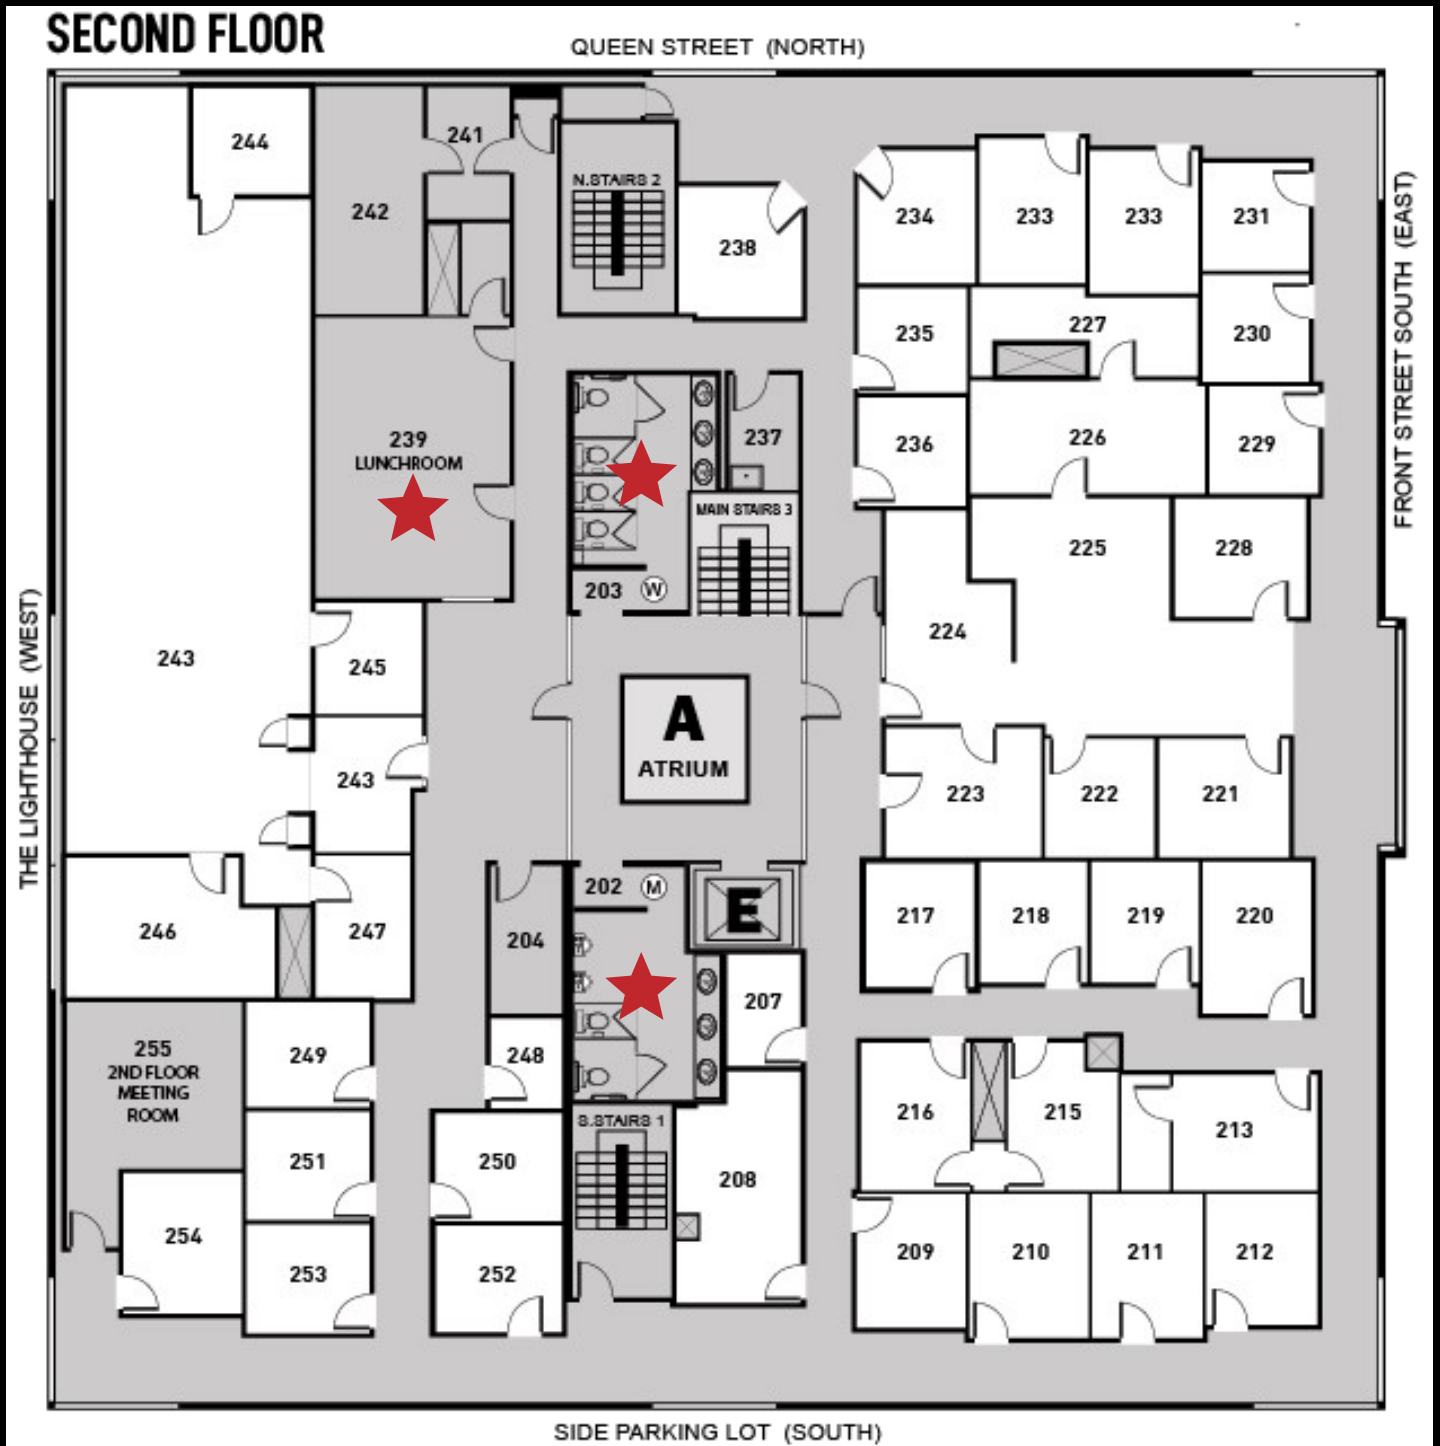 SECOND FLOOR
QUEEN STREET (NORTH)
244
241
242
N.STAIRS 2
238
234
233
233
231
235
227
230
239
LUNCHROOM
237
236
226
229
MAIN STAIRS 3
225
228
203 W
224
243
245
A
ATRIUM
243
223
222
221
202 M
E
217
218
219
220
246
247
204
207
255
2ND FLOOR
MEETING
ROOM
249
248
216
215
213
251
250
S.STAIRS 1
208
254
253
252
209
210
211
212
THE LIGHTHOUSE (WEST)
FRONT STREET SOUTH (EAST)
SIDE PARKING LOT (SOUTH)